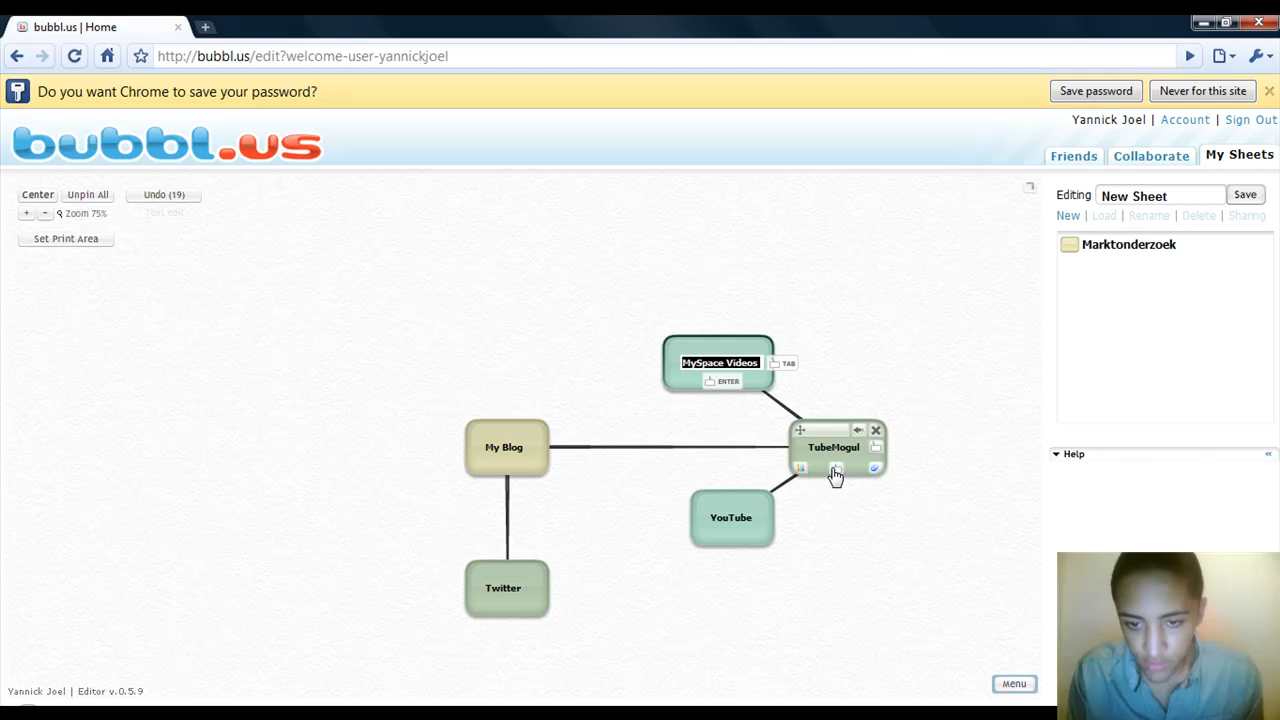 bubbl.us | Home
http://bubbl.us/edit?welcome-user-yannickjoel
Do you want Chrome to save your password?
Save password
Never for this site
bubbl.us
Yannick Joel | Account | Sign Out
Friends
Collaborate
My Sheets
Center
Unpin All
Undo (19)
+ - Zoom 75%
Text edit
Set Print Area
Editing New Sheet Save
New | Load | Rename | Delete | Sharing
Marktonderzoek
MySpace Videos
TAB
ENTER
My Blog
TubeMogul
Help
YouTube
Twitter
Menu
Yannick Joel | Editor v.0.5.9